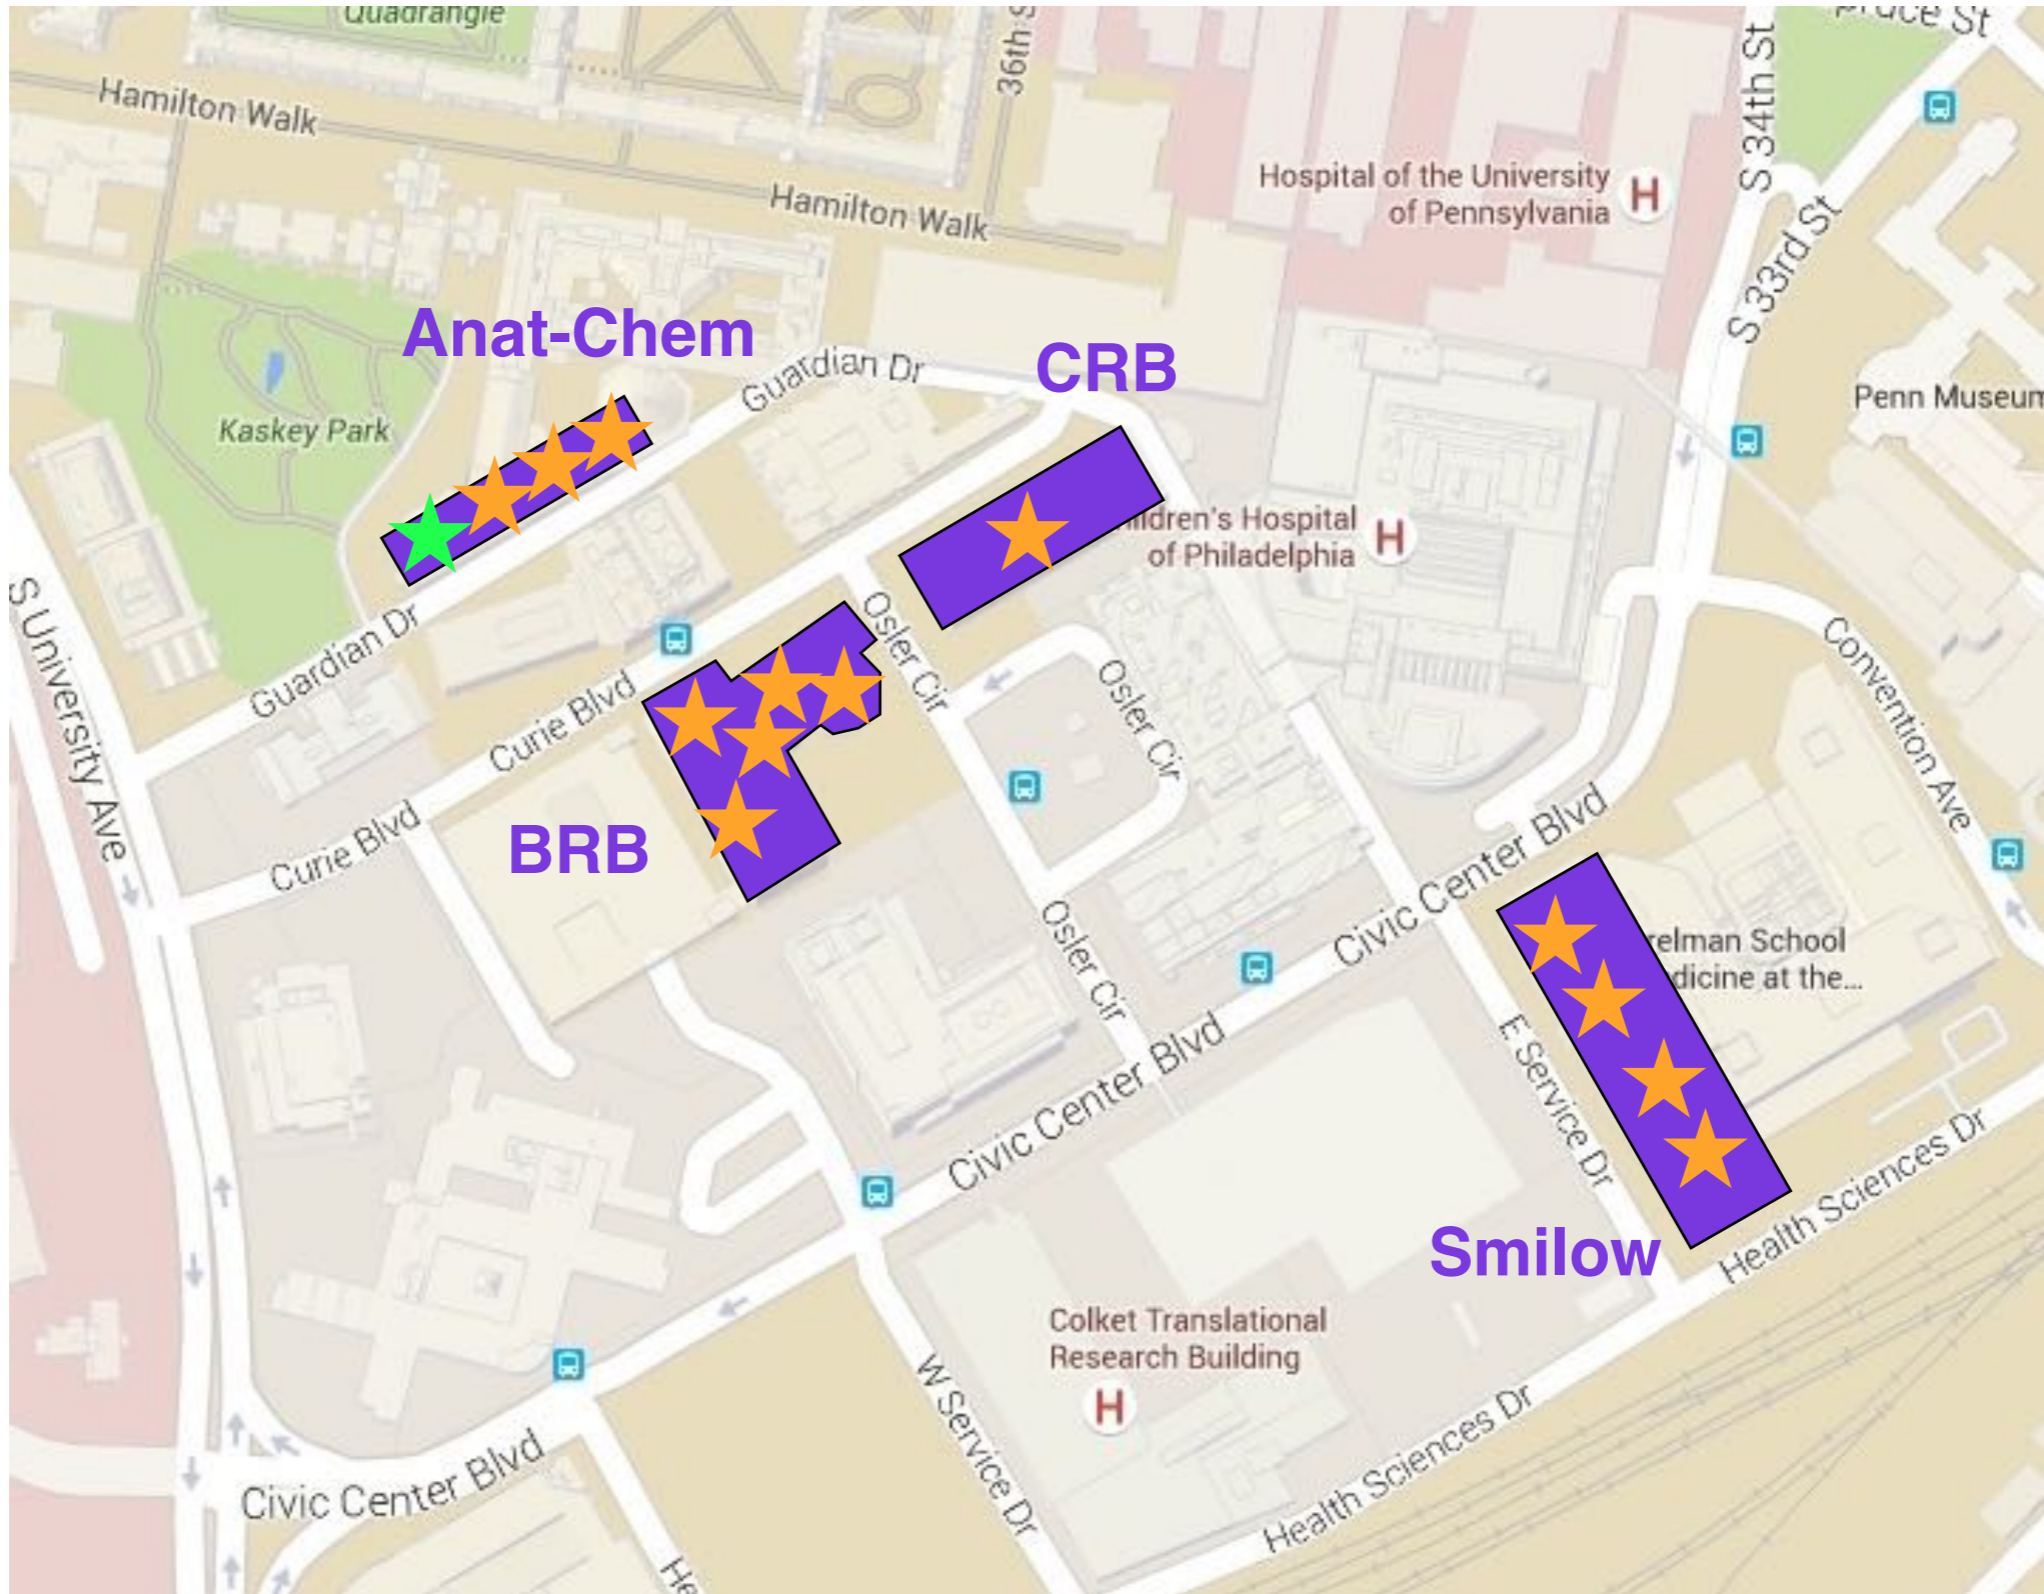 Quadrangle
36th S
Hamilton Walk
Hamilton Walk
Hospital of the University
of Pennsylvania
H
S 34th St
S 33rd St
Anat-Chem
Guardian Dr
CRB
Kaskey Park
Penn Museum
ildren's Hospital
of Philadelphia
H
S University Ave
Guardian Dr
Osler Cir
Osler Cir
Convention Ave
Curie Blvd
BRB
Curie Blvd
Civic Center Blvd
relman School
dicine at the...
Osler Cir
E Service Dr
Civic Center Blvd
Health Sciences Dr
Smilow
Colket Translational
Research Building
H
W Service Dr
Civic Center Blvd
Health Sciences Dr
He